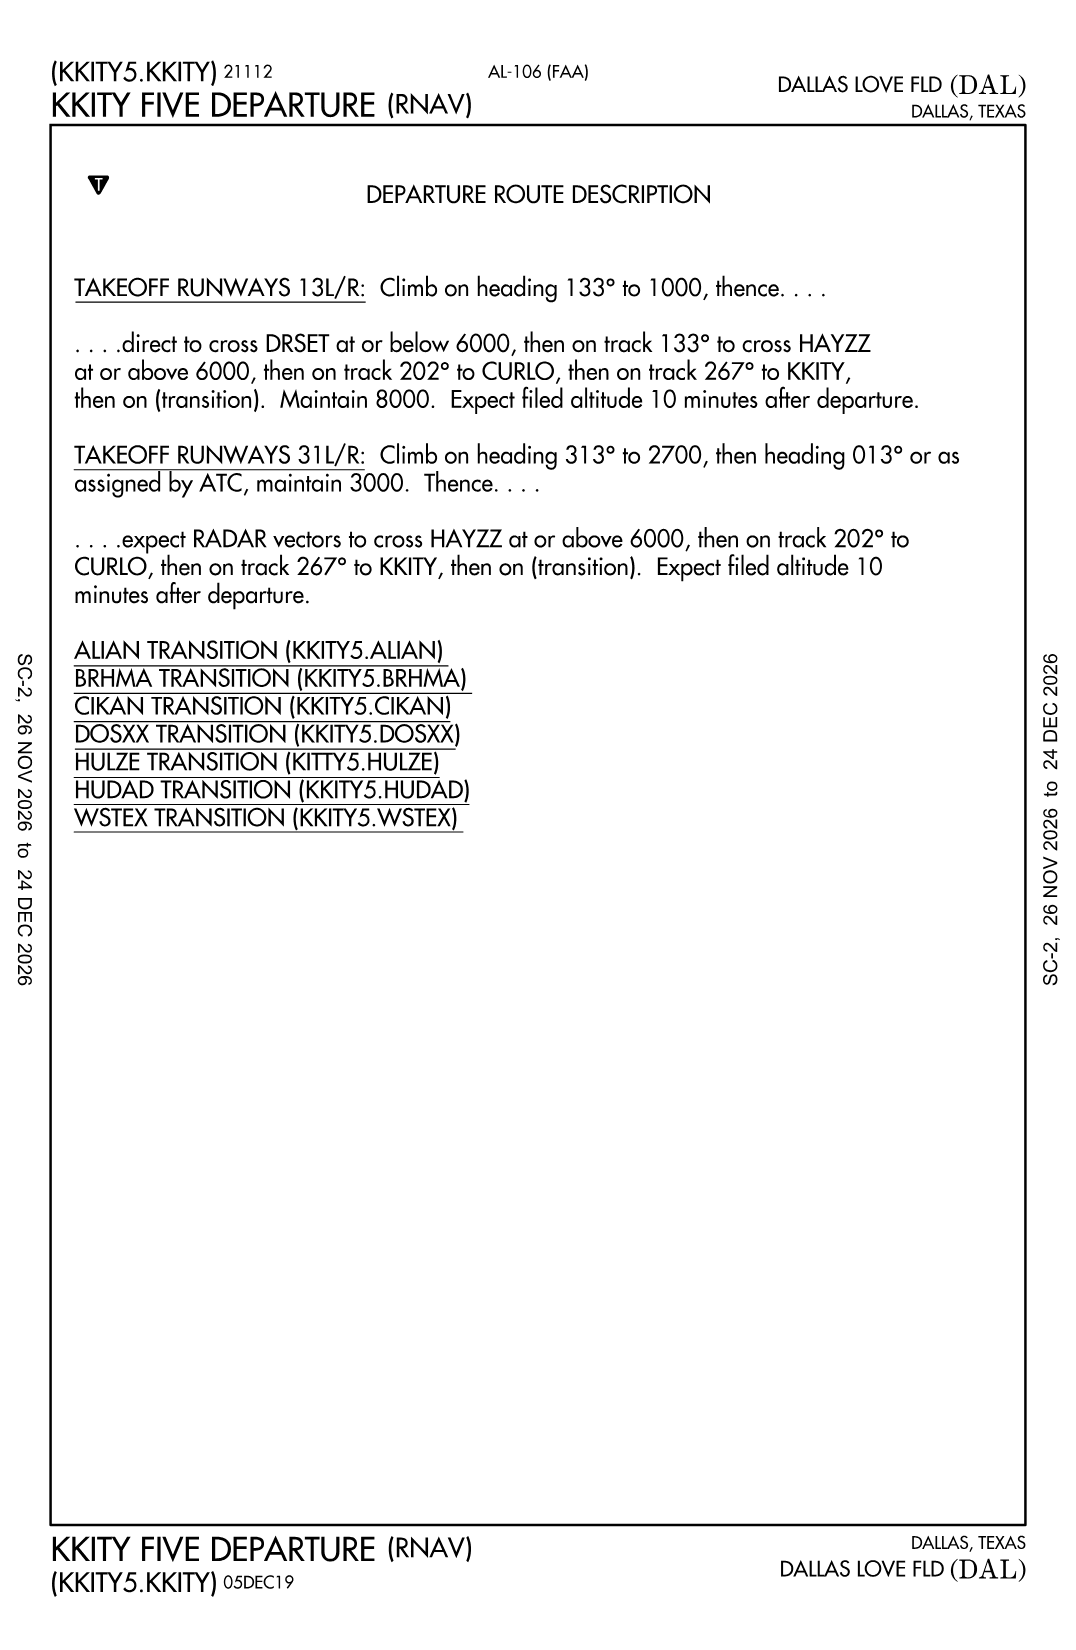 (KKITY5.KKITY) 21112
AL-106 (FAA)
DALLAS LOVE FLD (DAL)
KKITY FIVE DEPARTURE (RNAV)
DALLAS, TEXAS
T
DEPARTURE ROUTE DESCRIPTION
TAKEOFF RUNWAYS 13L/R: Climb on heading 133° to 1000, thence. . . .
. . . .direct to cross DRSET at or below 6000, then on track 133° to cross HAYZZ
at or above 6000, then on track 202° to CURLO, then on track 267° to KKITY,
then on (transition). Maintain 8000. Expect filed altitude 10 minutes after departure.
TAKEOFF RUNWAYS 31L/R: Climb on heading 313° to 2700, then heading 013° or as
assigned by ATC, maintain 3000. Thence. . . .
. . . .expect RADAR vectors to cross HAYZZ at or above 6000, then on track 202° to
CURLO, then on track 267° to KKITY, then on (transition). Expect filed altitude 10
minutes after departure.
ALIAN TRANSITION (KKITY5.ALIAN)
BRHMA TRANSITION (KKITY5.BRHMA)
CIKAN TRANSITION (KKITY5.CIKAN)
DOSXX TRANSITION (KKITY5.DOSXX)
HULZE TRANSITION (KITTY5.HULZE)
HUDAD TRANSITION (KKITY5.HUDAD)
WSTEX TRANSITION (KKITY5.WSTEX)
SC-2, 26 NOV 2026 to 24 DEC 2026
SC-2, 26 NOV 2026 to 24 DEC 2026
KKITY FIVE DEPARTURE (RNAV)
DALLAS, TEXAS
(KKITY5.KKITY) 05DEC19
DALLAS LOVE FLD (DAL)